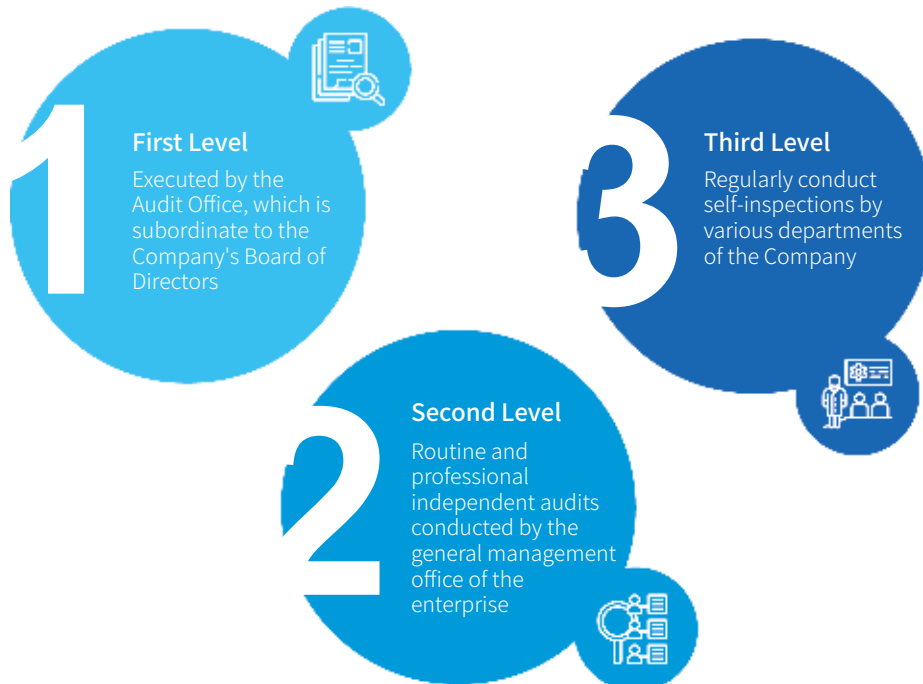 1
First Level
Executed by the
Audit Office, which is
subordinate to the
Company's Board of
Directors
2
Second Level
Routine and
professional
independent audits
conducted by the
general management
office of the
enterprise
3
Third Level
Regularly conduct
self-inspections by
various departments
of the Company